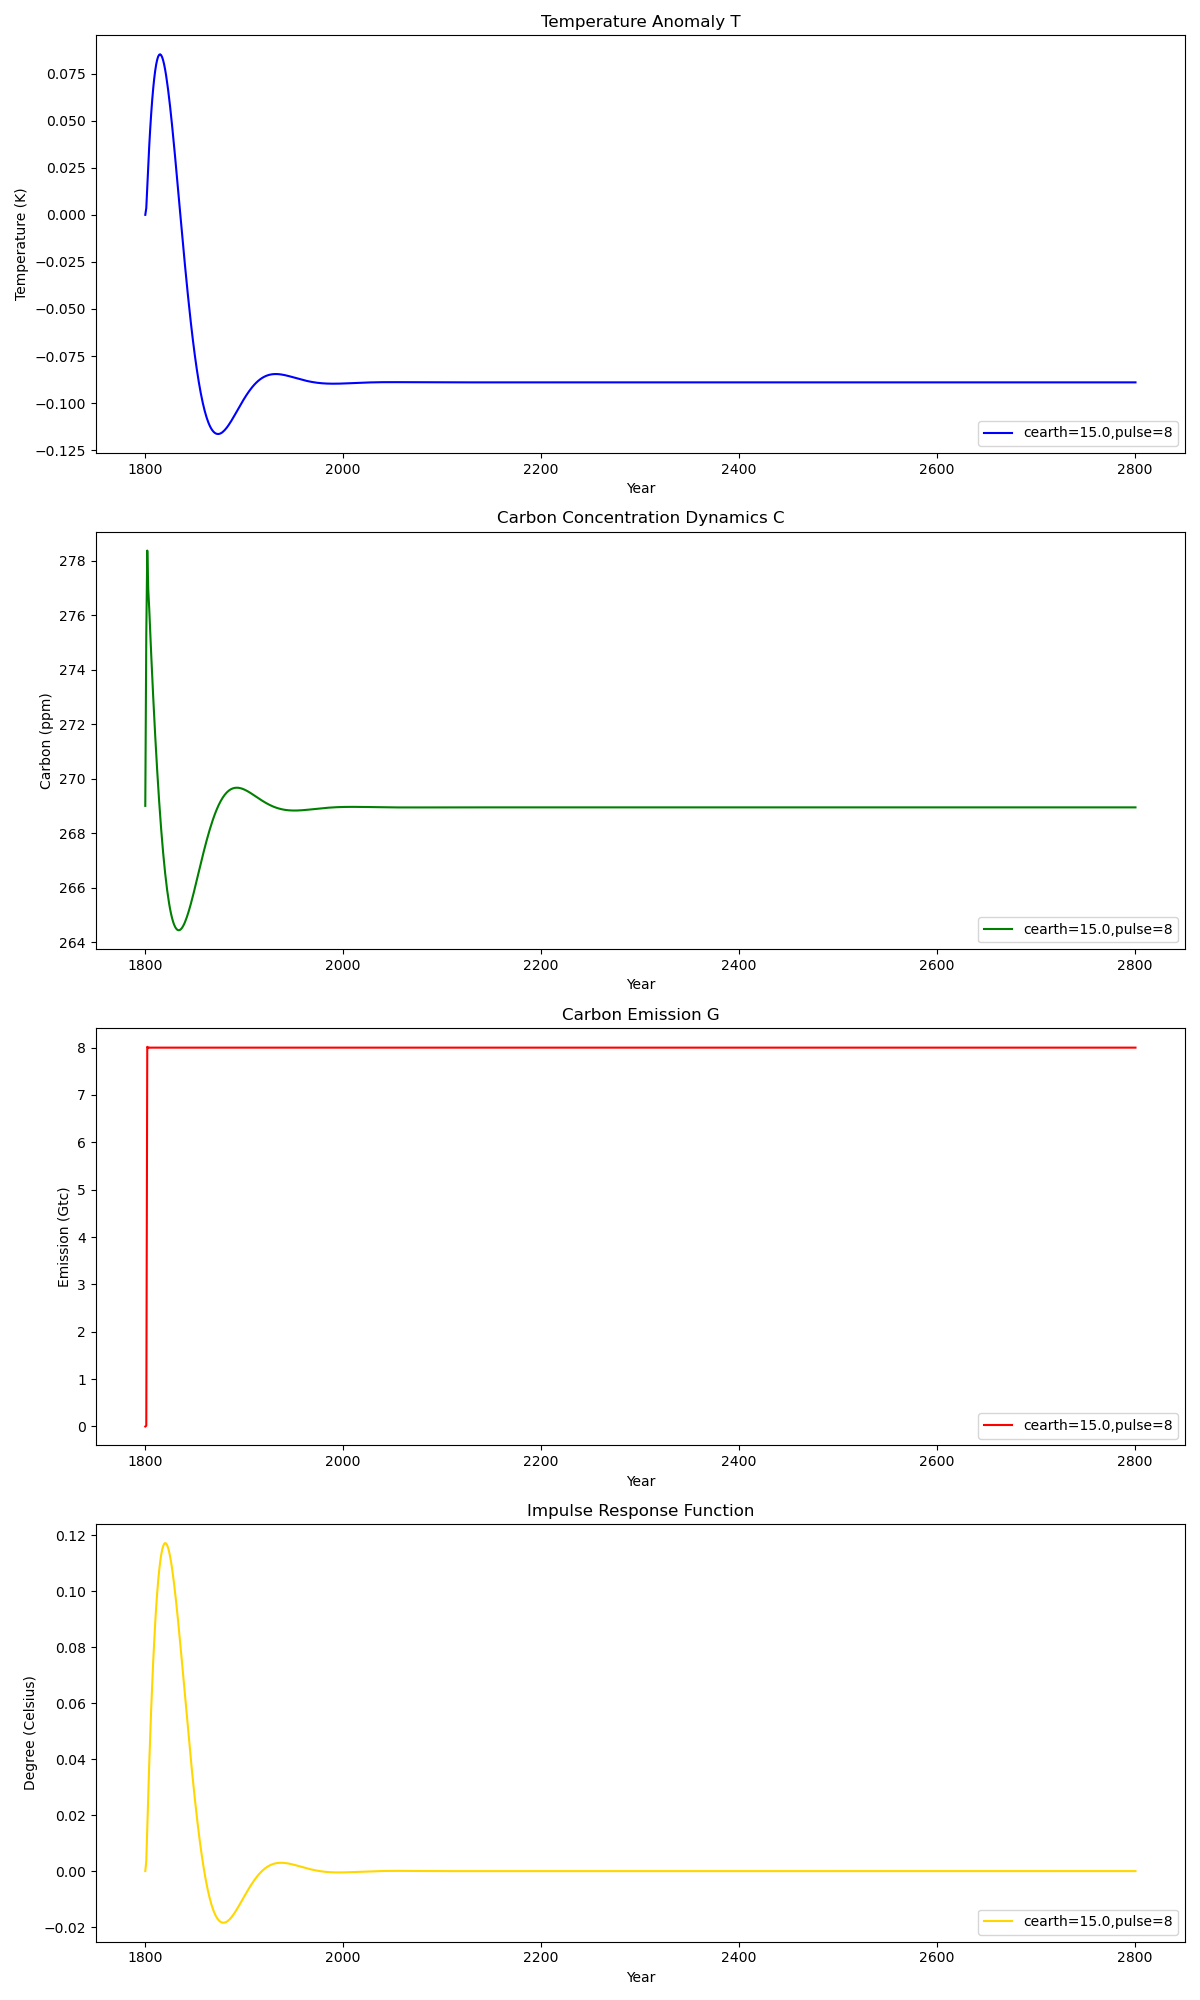 Temperature Anomaly T
Temperature (K)
0.075
0.050
0.025
0.000
−0.025
−0.050
−0.075
−0.100
−0.125
cearth=15.0,pulse=8
1800 2000 2200 2400 2600 2800
Year
Carbon Concentration Dynamics C
Carbon (ppm)
278
276
274
272
270
268
266
264
cearth=15.0,pulse=8
1800 2000 2200 2400 2600 2800
Year
Carbon Emission G
Emission (Gtc)
8
7
6
5
4
3
2
1
0
cearth=15.0,pulse=8
1800 2000 2200 2400 2600 2800
Year
Impulse Response Function
Degree (Celsius)
0.12
0.10
0.08
0.06
0.04
0.02
0.00
−0.02
cearth=15.0,pulse=8
1800 2000 2200 2400 2600 2800
Year